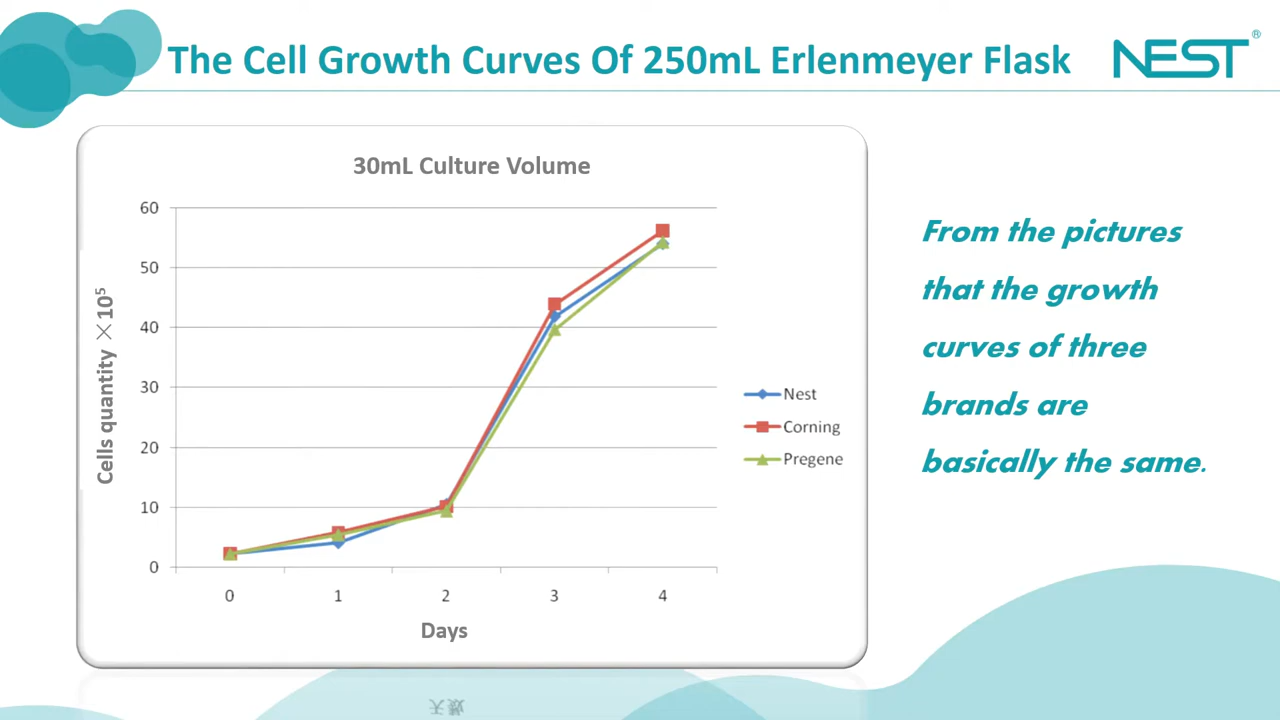 The Cell Growth Curves Of 250mL Erlenmeyer Flask
NEST®
30mL Culture Volume
60
50
40
30
20
10
0
Cells quantity ×10⁵
0 1 2 3 4
Days
Nest
Corning
Pregene
From the pictures
that the growth
curves of three
brands are
basically the same.
天数